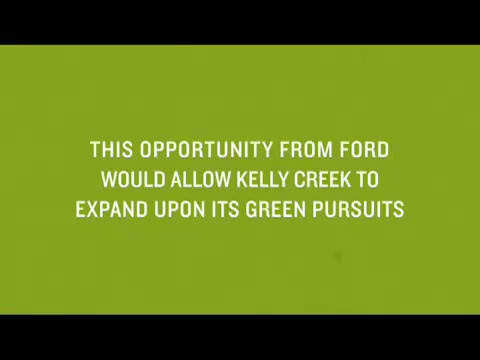 THIS OPPORTUNITY FROM FORD
WOULD ALLOW KELLY CREEK TO
EXPAND UPON ITS GREEN PURSUITS